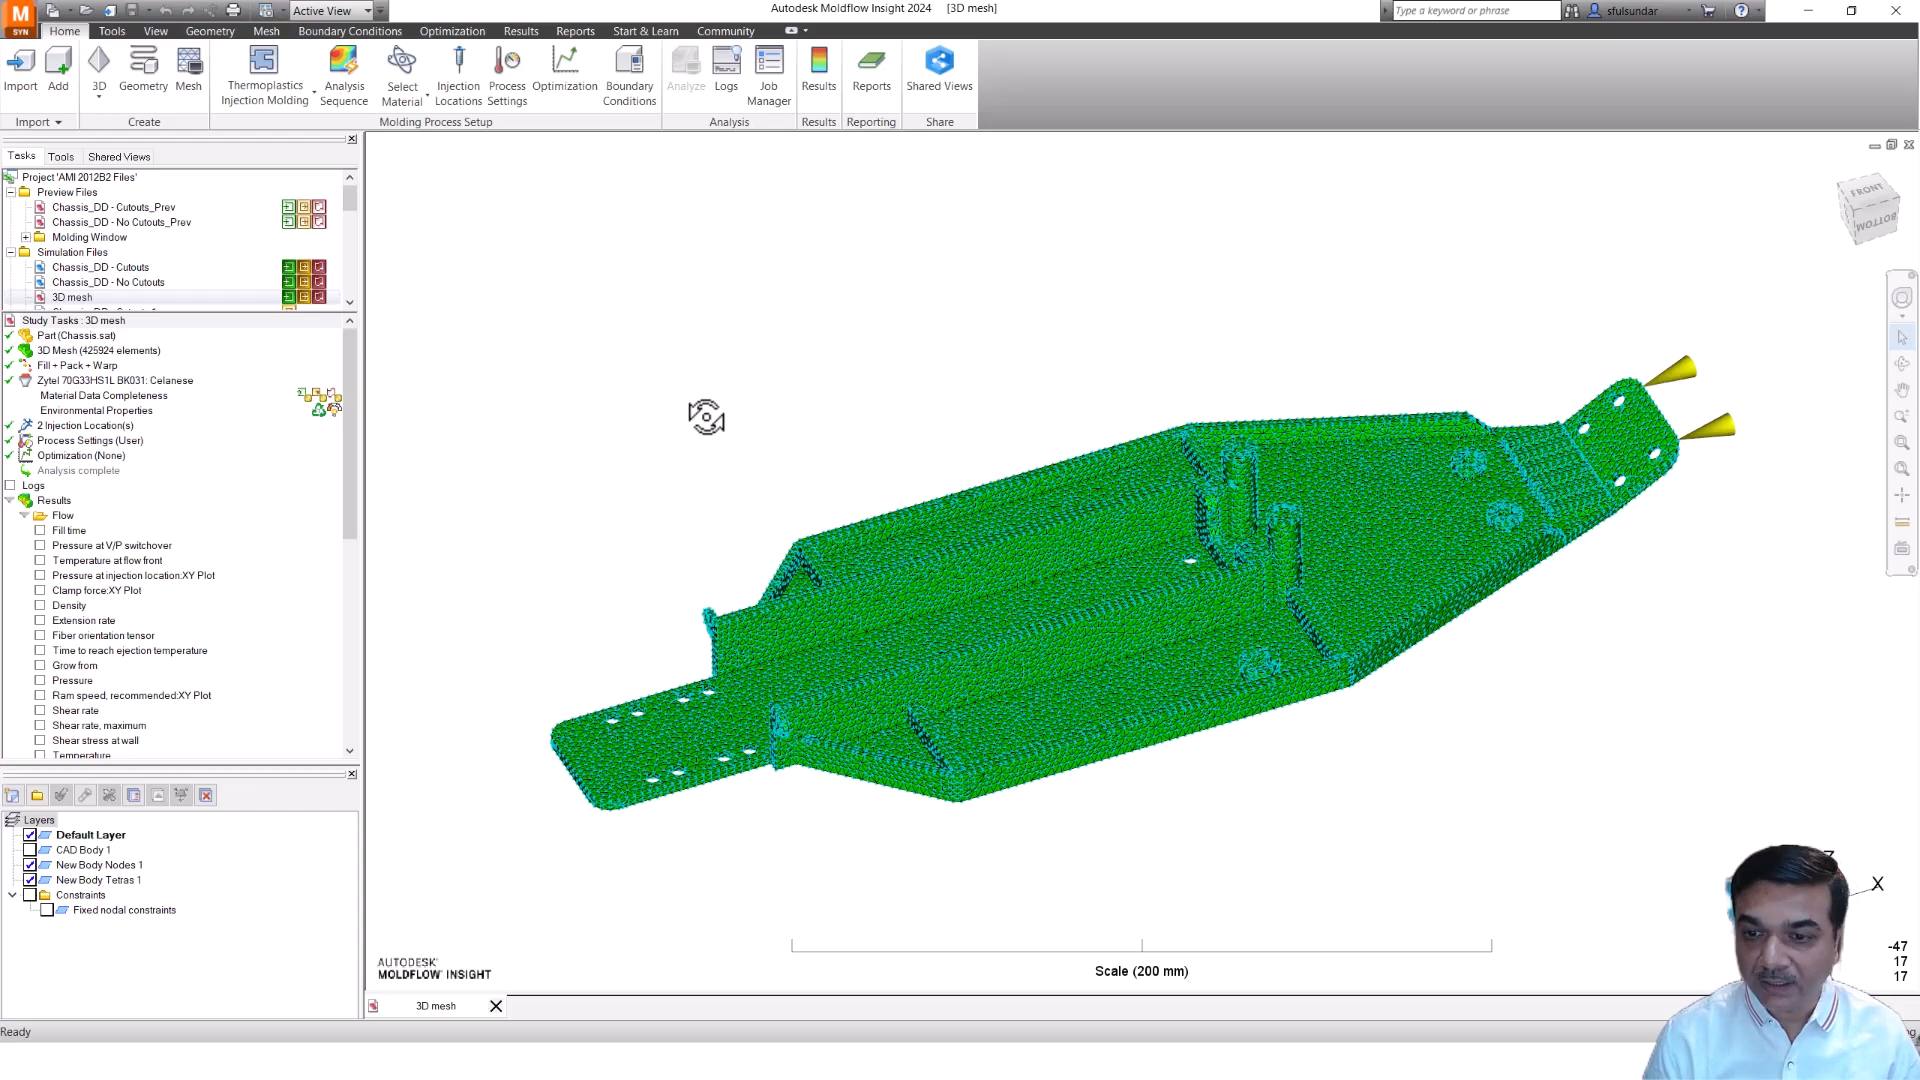 M
SYN
Active View
Autodesk Moldflow Insight 2024 [3D mesh]
Type a keyword or phrase
sfulsundar
Home Tools View Geometry Mesh Boundary Conditions Optimization Results Reports Start & Learn Community
Import
Add
3D
Geometry
Mesh
Thermoplastics
Injection Molding
Analysis
Sequence
Select
Material
Injection
Locations
Process
Settings
Optimization
Boundary
Conditions
Analyze
Logs
Job
Manager
Results
Reports
Shared Views
Import
Create
Molding Process Setup
Analysis
Results
Reporting
Share
Tasks Tools Shared Views
Project 'AMI 2012B2 Files'
Preview Files
Chassis_DD - Cutouts_Prev
Chassis_DD - No Cutouts_Prev
Molding Window
Simulation Files
Chassis_DD - Cutouts
Chassis_DD - No Cutouts
3D mesh
Study Tasks : 3D mesh
Part (Chassis.sat)
3D Mesh (425924 elements)
Fill + Pack + Warp
Zytel 70G33HS1L BK031: Celanese
Material Data Completeness
Environmental Properties
2 Injection Location(s)
Process Settings (User)
Optimization (None)
Analysis complete
Logs
Results
Flow
Fill time
Pressure at V/P switchover
Temperature at flow front
Pressure at injection location:XY Plot
Clamp force:XY Plot
Density
Extension rate
Fiber orientation tensor
Time to reach ejection temperature
Grow from
Pressure
Ram speed, recommended:XY Plot
Shear rate
Shear rate, maximum
Shear stress at wall
Temperature
Layers
Default Layer
CAD Body 1
New Body Nodes 1
New Body Tetras 1
Constraints
Fixed nodal constraints
FRONT
BOTTOM
X
-47
17
17
Scale (200 mm)
AUTODESK
MOLDFLOW INSIGHT
3D mesh
Ready